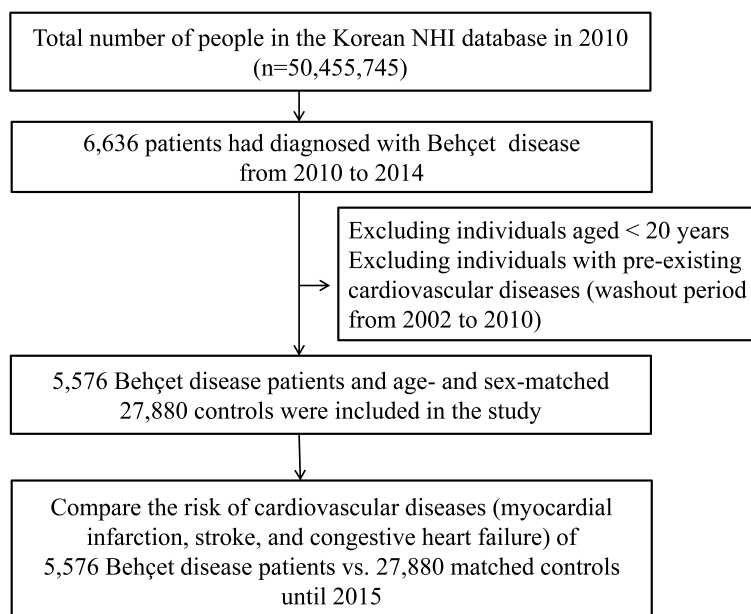 Total number of people in the Korean NHI database in 2010
(n=50,455,745)
6,636 patients had diagnosed with Behçet disease
from 2010 to 2014
Excluding individuals aged < 20 years
Excluding individuals with pre-existing
cardiovascular diseases (washout period
from 2002 to 2010)
5,576 Behçet disease patients and age- and sex-matched
27,880 controls were included in the study
Compare the risk of cardiovascular diseases (myocardial
infarction, stroke, and congestive heart failure) of
5,576 Behçet disease patients vs. 27,880 matched controls
until 2015